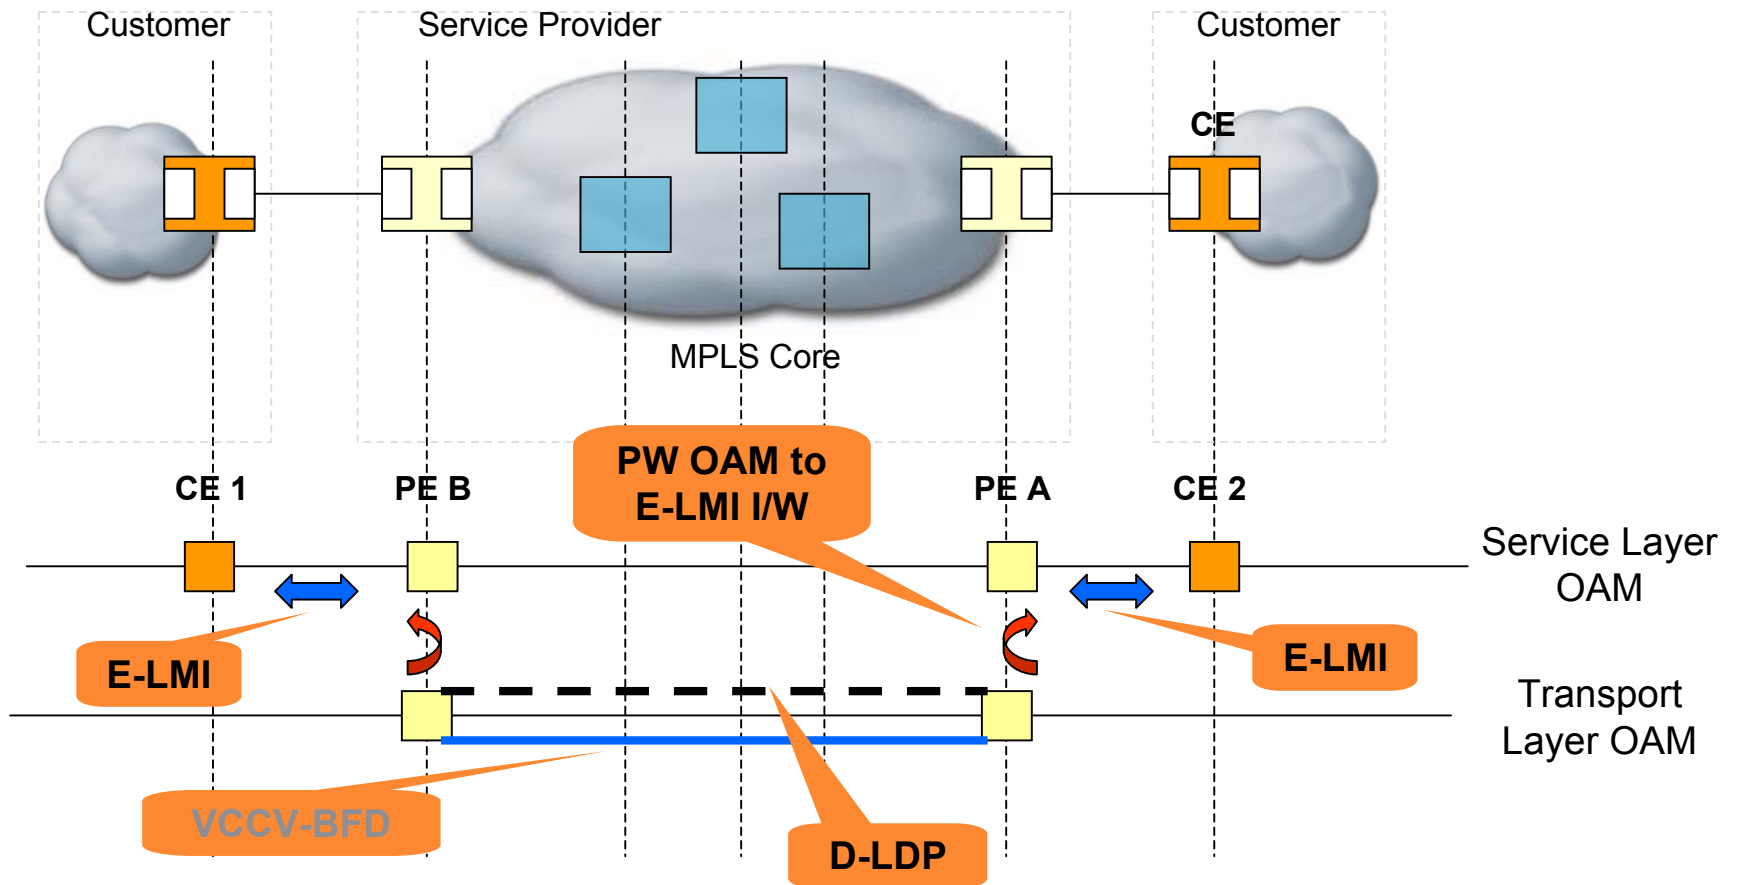 Customer
Service Provider
Customer
CE
MPLS Core
PW OAM to
E-LMI I/W
CE 1
PE B
PE A
CE 2
Service Layer
OAM
E-LMI
E-LMI
Transport
Layer OAM
VCCV-BFD
D-LDP